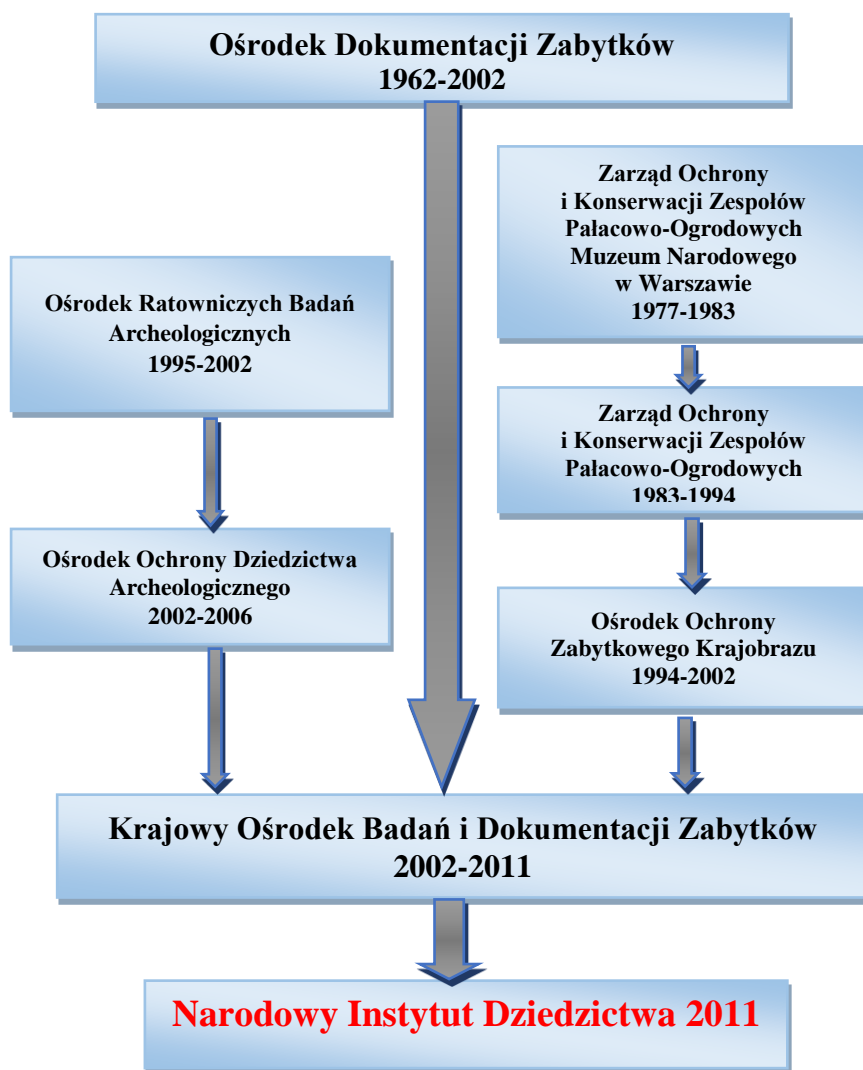 Ośrodek Dokumentacji Zabytków
1962-2002
Zarząd Ochrony
i Konserwacji Zespołów
Pałacowo-Ogrodowych
Muzeum Narodowego
w Warszawie
1977-1983
Ośrodek Ratowniczych Badań
Archeologicznych
1995-2002
Zarząd Ochrony
i Konserwacji Zespołów
Pałacowo-Ogrodowych
1983-1994
Ośrodek Ochrony Dziedzictwa
Archeologicznego
2002-2006
Ośrodek Ochrony
Zabytkowego Krajobrazu
1994-2002
Krajowy Ośrodek Badań i Dokumentacji Zabytków
2002-2011
Narodowy Instytut Dziedzictwa 2011